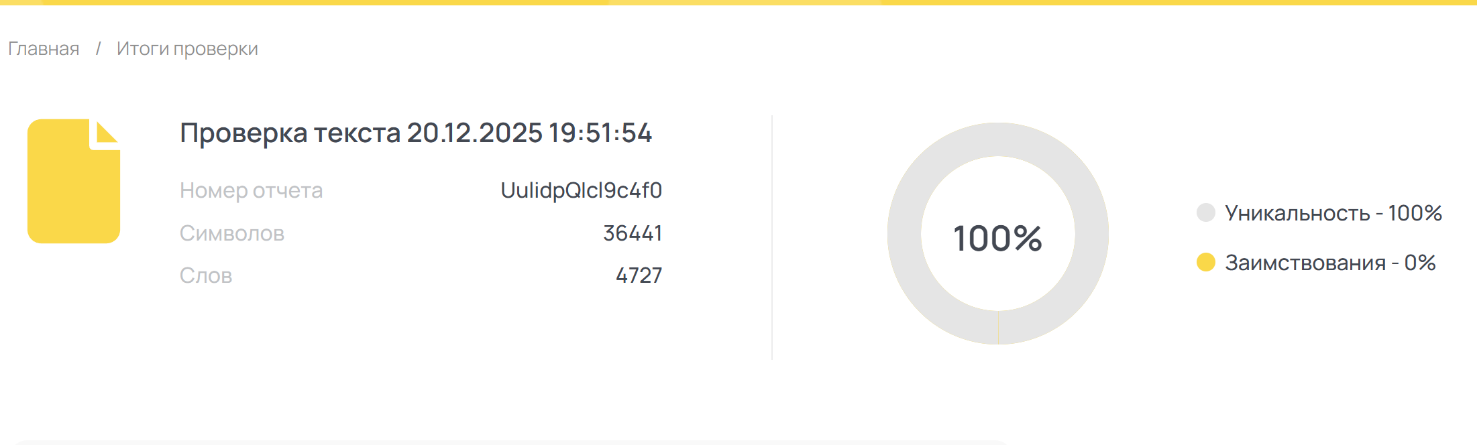 Главная / Итоги проверки
Проверка текста 20.12.2025 19:51:54
Номер отчета UulidpQlcl9c4f0
Символов 36441
Слов 4727
100%
Уникальность - 100%
Заимствования - 0%